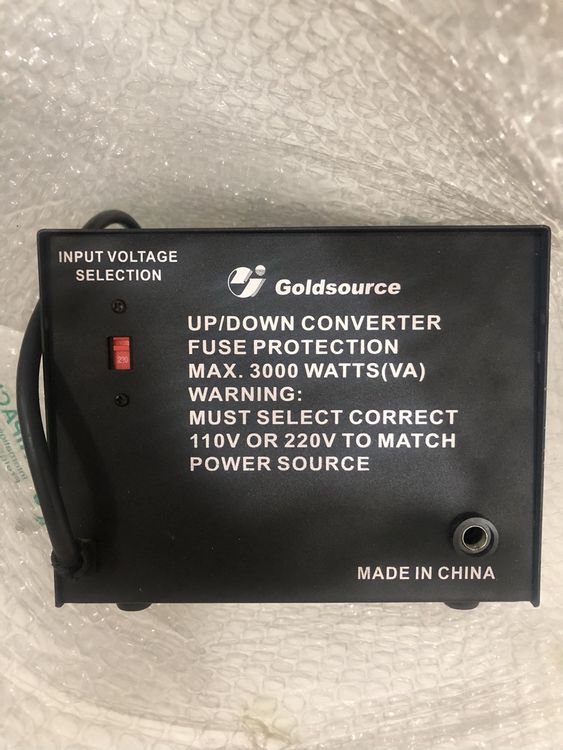 INPUT VOLTAGE
SELECTION
Goldsource
UP/DOWN CONVERTER
FUSE PROTECTION
MAX. 3000 WATTS(VA)
WARNING:
MUST SELECT CORRECT
110V OR 220V TO MATCH
POWER SOURCE
230
MADE IN CHINA